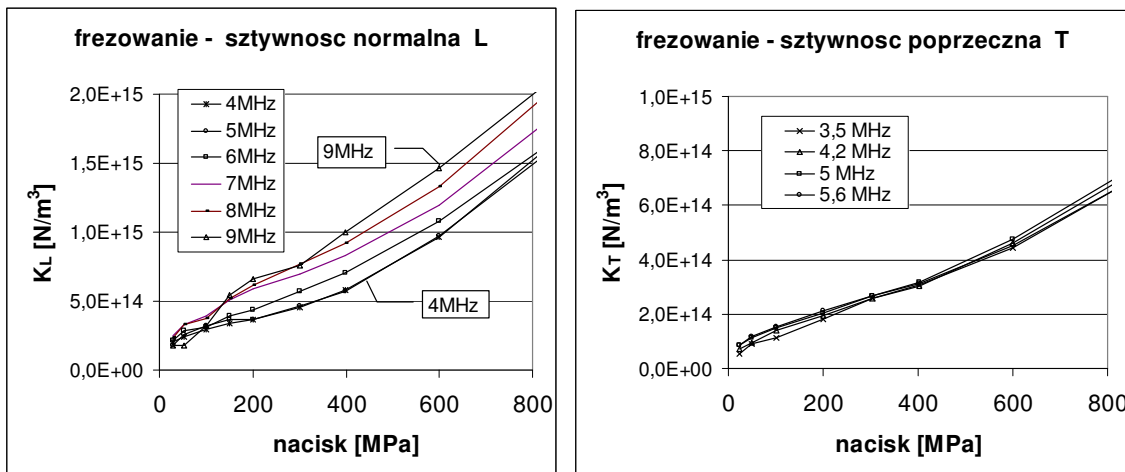 frezowanie - sztywnosc normalna L
2,0E+15
1,5E+15
1,0E+15
5,0E+14
0,0E+00
KL [N/m³]
4MHz
5MHz
6MHz
7MHz
8MHz
9MHz
9MHz
4MHz
0 200 400 600 800
nacisk [MPa]
frezowanie - sztywnosc poprzeczna T
1,0E+15
8,0E+14
6,0E+14
4,0E+14
2,0E+14
0,0E+00
KT [N/m³]
3,5 MHz
4,2 MHz
5 MHz
5,6 MHz
0 200 400 600 800
nacisk [MPa]